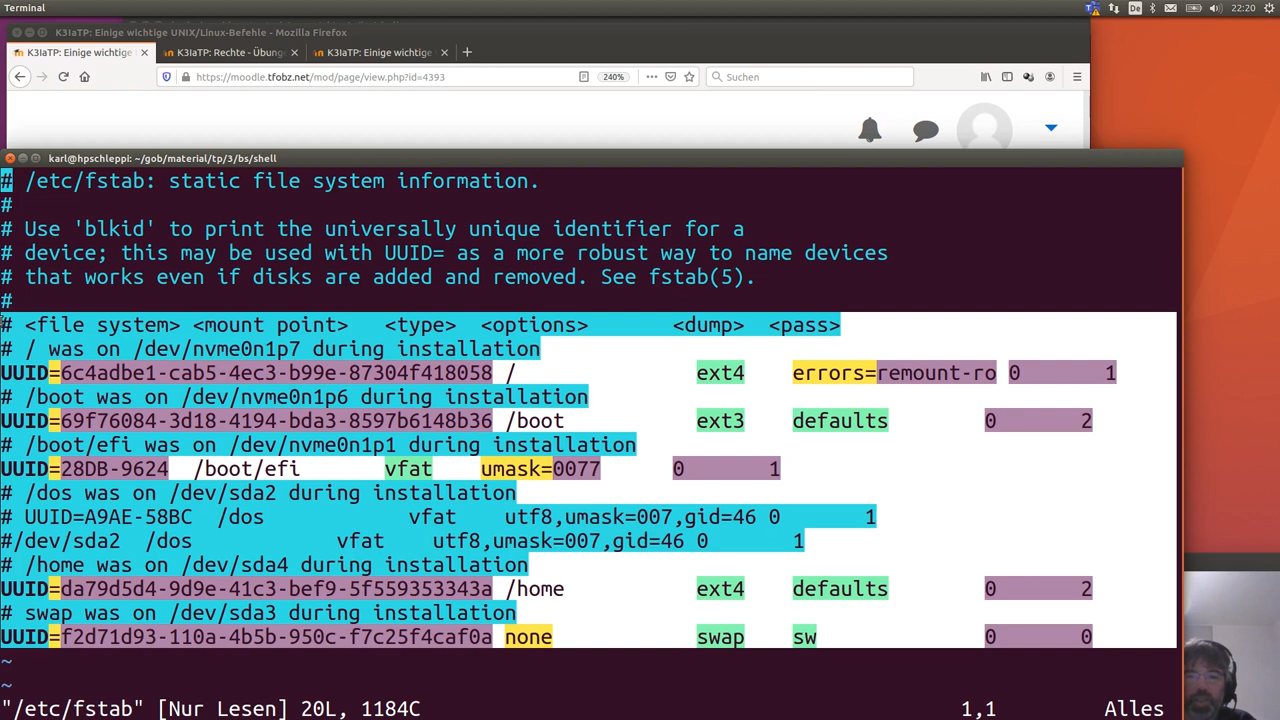 Terminal
De
22:20
K3IaTP: Einige wichtige UNIX/Linux-Befehle - Mozilla Firefox
K3IaTP: Einige wichtige
K3IaTP: Rechte - Übung
K3IaTP: Einige wichtige
https://moodle.tfobz.net/mod/page/view.php?id=4393
240%
Suchen
karl@hpschleppi: ~/gob/material/tp/3/bs/shell
# /etc/fstab: static file system information.
#
# Use 'blkid' to print the universally unique identifier for a
# device; this may be used with UUID= as a more robust way to name devices
# that works even if disks are added and removed. See fstab(5).
#
# <file system> <mount point>   <type>  <options>       <dump>  <pass>
# / was on /dev/nvme0n1p7 during installation
UUID=6c4adbe1-cab5-4ec3-b99e-87304f418058 /               ext4    errors=remount-ro 0       1
# /boot was on /dev/nvme0n1p6 during installation
UUID=69f76084-3d18-4194-bda3-8597b6148b36 /boot           ext3    defaults        0       2
# /boot/efi was on /dev/nvme0n1p1 during installation
UUID=28DB-9624  /boot/efi       vfat    umask=0077      0       1
# /dos was on /dev/sda2 during installation
# UUID=A9AE-58BC  /dos            vfat    utf8,umask=007,gid=46 0       1
#/dev/sda2  /dos            vfat    utf8,umask=007,gid=46 0       1
# /home was on /dev/sda4 during installation
UUID=da79d5d4-9d9e-41c3-bef9-5f559353343a /home           ext4    defaults        0       2
# swap was on /dev/sda3 during installation
UUID=f2d71d93-110a-4b5b-950c-f7c25f4caf0a none            swap    sw              0       0
~
~
"/etc/fstab" [Nur Lesen] 20L, 1184C 1,1 Alles